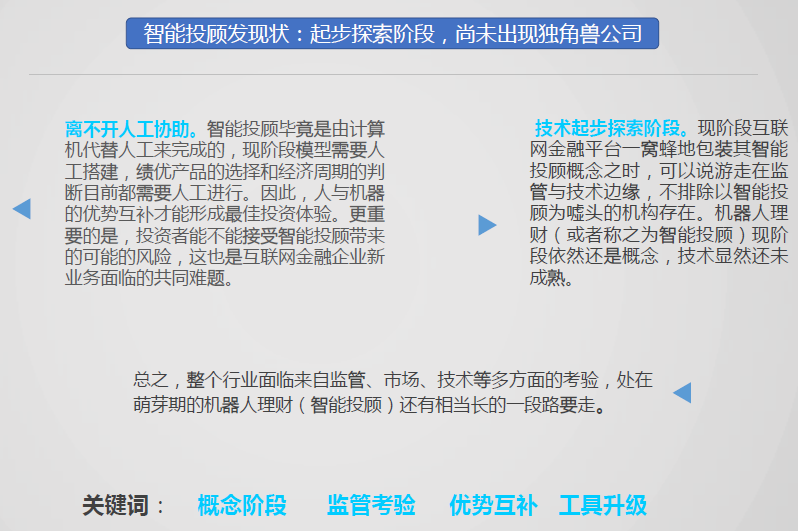 智能投顾发现状：起步探索阶段，尚未出现独角兽公司
离不开人工协助。智能投顾毕竟是由计算
机代替人工来完成的，现阶段模型需要人
工搭建，绩优产品的选择和经济周期的判
断目前都需要人工进行。因此，人与机器
的优势互补才能形成最佳投资体验。更重
要的是，投资者能不能接受智能投顾带来
的可能的风险，这也是互联网金融企业新
业务面临的共同难题。
技术起步探索阶段。现阶段互联
网金融平台一窝蜂地包装其智能
投顾概念之时，可以说游走在监
管与技术边缘，不排除以智能投
顾为噱头的机构存在。机器人理
财（或者称之为智能投顾）现阶
段依然还是概念，技术显然还未
成熟。
总之，整个行业面临来自监管、市场、技术等多方面的考验，处在
萌芽期的机器人理财（智能投顾）还有相当长的一段路要走。
关键词： 概念阶段 监管考验 优势互补 工具升级